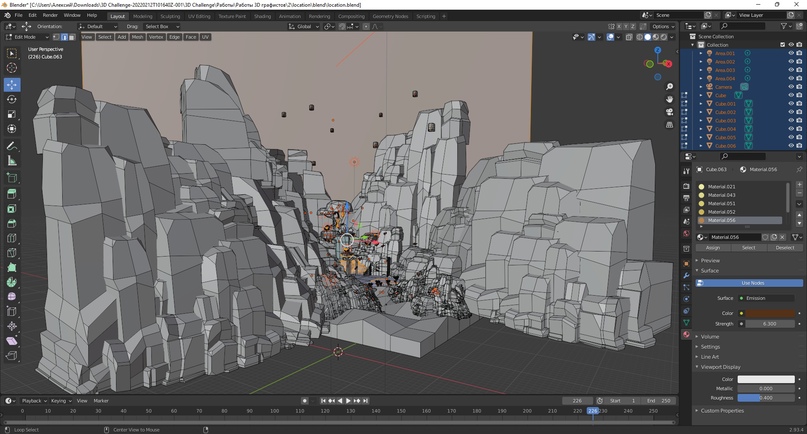 Blender* [C:\Users\Алексей\Downloads\3D Challenge-20220212T101640Z-001\3D Challenge\Работы\Работы 3D графистов\2\location\blend\location.blend]
File Edit Render Window Help Layout Modeling Sculpting UV Editing Texture Paint Shading Animation Rendering Compositing Geometry Nodes Scripting Scene View Layer
Orientation: Default Drag: Select Box Global Options
Edit Mode View Select Add Mesh Vertex Edge Face UV
User Perspective
(226) Cube.063
Scene Collection
Collection
Area.001
Area.002
Area.003
Area.004
Camera
Cube
Cube.001
Cube.002
Cube.003
Cube.004
Cube.005
Cube.006
Cube.063 Material.056
Material.021
Material.043
Material.051
Material.052
Material.056
Material.056
Assign Select Deselect
Preview
Surface
Use Nodes
Surface Emission
Color
Strength 6.300
Volume
Settings
Line Art
Viewport Display
Color
Metallic 0.000
Roughness 0.400
Custom Properties
Playback Keying View Marker 226 Start 1 End 250
0 10 20 30 40 50 60 70 80 90 100 110 120 130 140 150 160 170 180 190 200 210 226 230 240 250
Loop Select Center View to Mouse 2.93.4